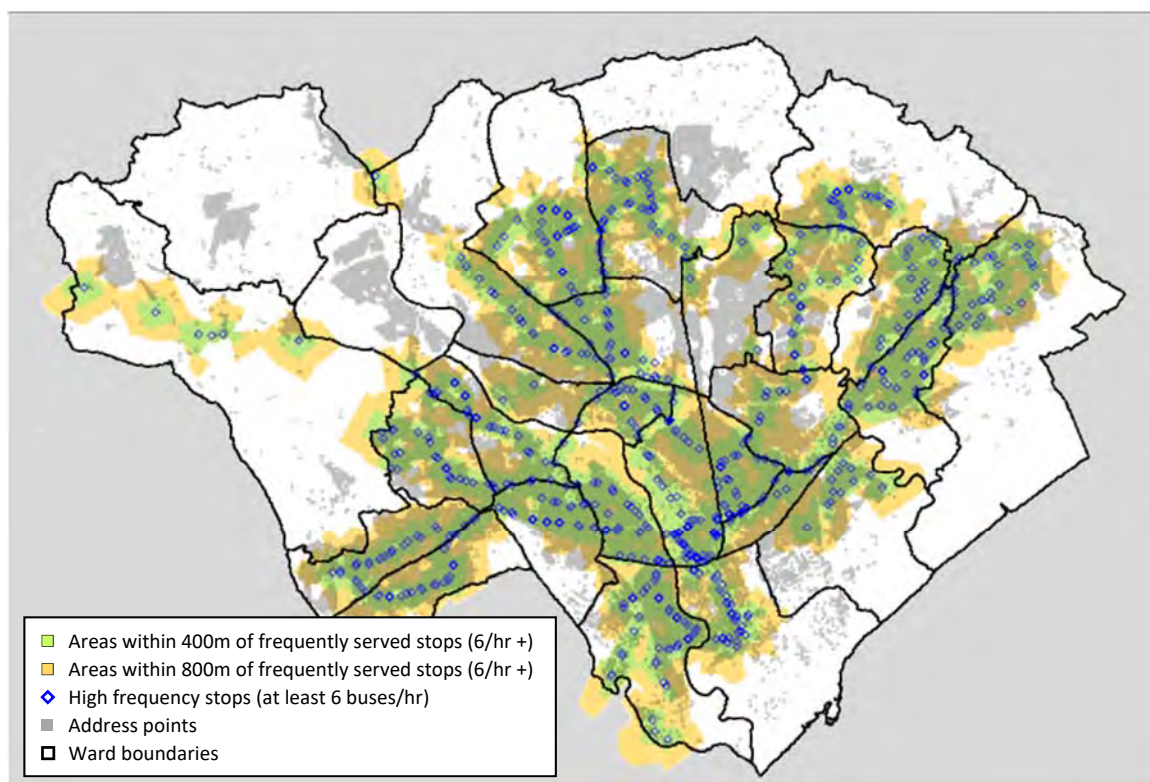 Areas within 400m of frequently served stops (6/hr +)
Areas within 800m of frequently served stops (6/hr +)
High frequency stops (at least 6 buses/hr)
Address points
Ward boundaries